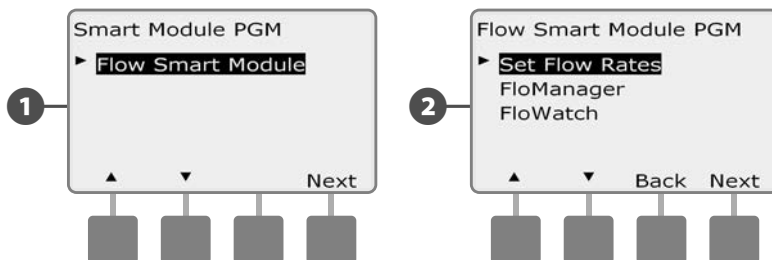 Smart Module PGM
Flow Smart Module
1
Next
Flow Smart Module PGM
Set Flow Rates
2
FloManager
FloWatch
Back Next